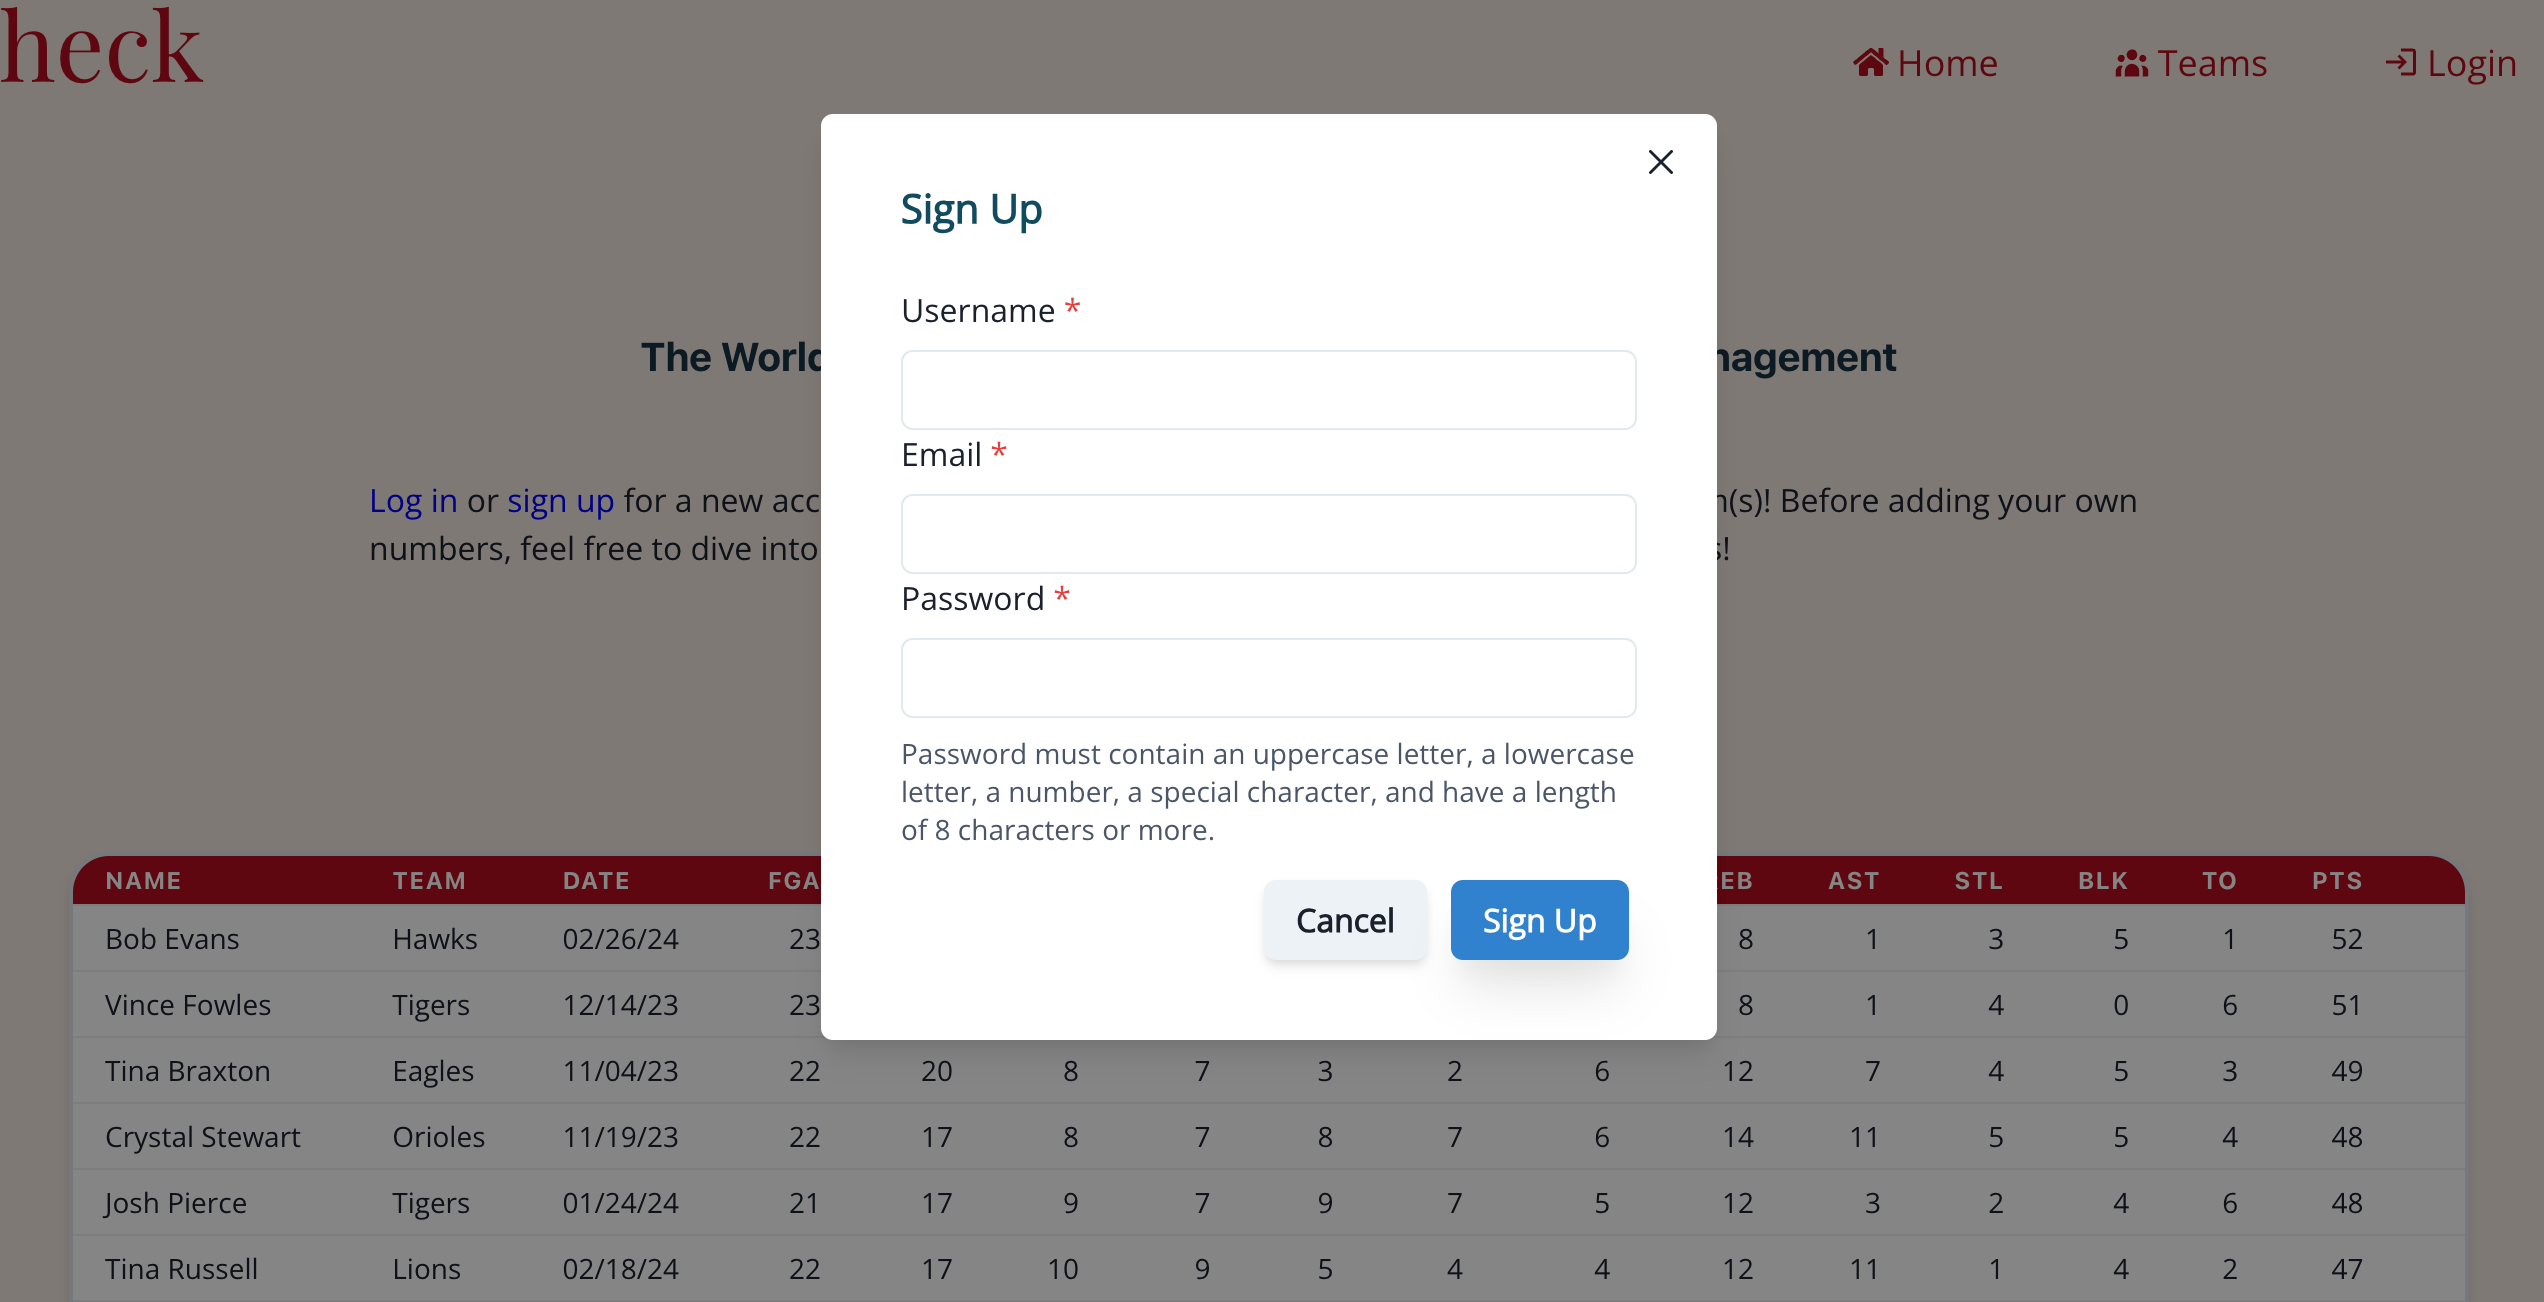 heck
Home Teams Login
Sign Up
Username *
Email *
Password *
Password must contain an uppercase letter, a lowercase
letter, a number, a special character, and have a length
of 8 characters or more.
Cancel Sign Up
The
Log in or sign up for a new
(s)! Before adding your own
numbers, feel free to dive into
NAME TEAM DATE FGA AST STL BLK TO PTS
Bob Evans Hawks 02/26/24 23 8 1 3 5 1 52
Vince Fowles Tigers 12/14/23 23 8 1 4 0 6 51
Tina Braxton Eagles 11/04/23 22 20 8 7 3 2 6 12 7 4 5 3 49
Crystal Stewart Orioles 11/19/23 22 17 8 7 8 7 6 14 11 5 5 4 48
Josh Pierce Tigers 01/24/24 21 17 9 7 9 7 5 12 3 2 4 6 48
Tina Russell Lions 02/18/24 22 17 10 9 5 4 4 12 11 1 4 2 47